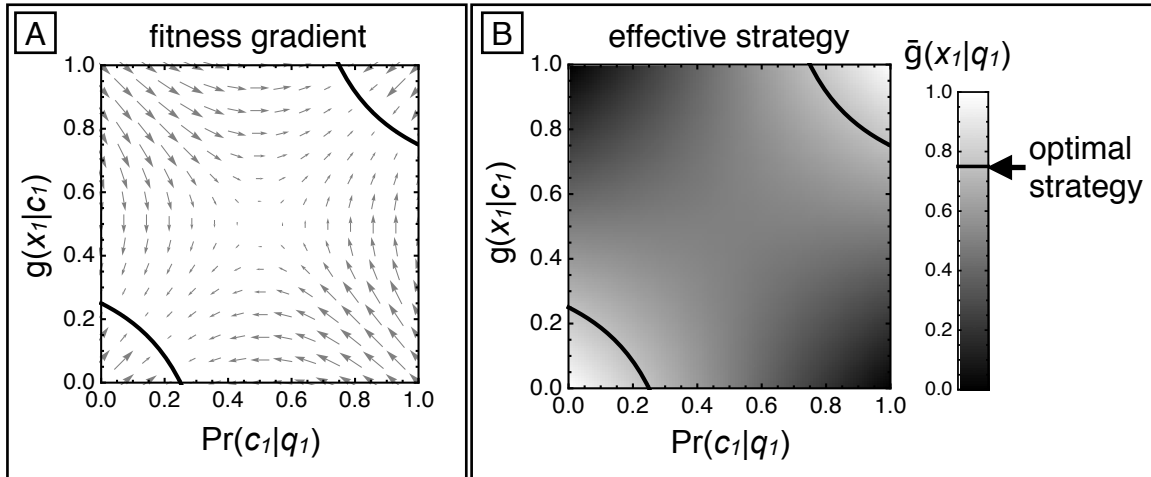 A
fitness gradient
1.0
0.8
0.6
0.4
0.2
0.0
0.0 0.2 0.4 0.6 0.8 1.0
g(x₁|c₁)
Pr(c₁|q₁)
B
effective strategy
1.0
0.8
0.6
0.4
0.2
0.0
0.0 0.2 0.4 0.6 0.8 1.0
g(x₁|c₁)
Pr(c₁|q₁)
ḡ(x₁|q₁)
1.0
0.8
0.6
0.4
0.2
0.0
optimal
strategy